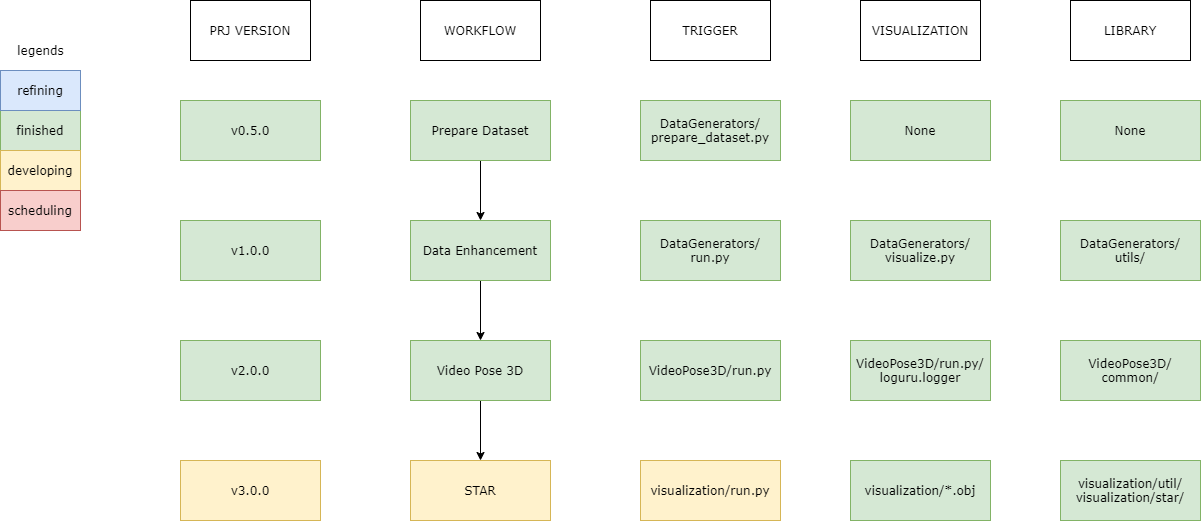 PRJ VERSION
WORKFLOW
TRIGGER
VISUALIZATION
LIBRARY
legends
refining
finished
developing
scheduling
v0.5.0
Prepare Dataset
DataGenerators/
prepare_dataset.py
None
None
v1.0.0
Data Enhancement
DataGenerators/
run.py
DataGenerators/
visualize.py
DataGenerators/
utils/
v2.0.0
Video Pose 3D
VideoPose3D/run.py
VideoPose3D/run.py/
loguru.logger
VideoPose3D/
common/
v3.0.0
STAR
visualization/run.py
visualization/*.obj
visualization/util/
visualization/star/